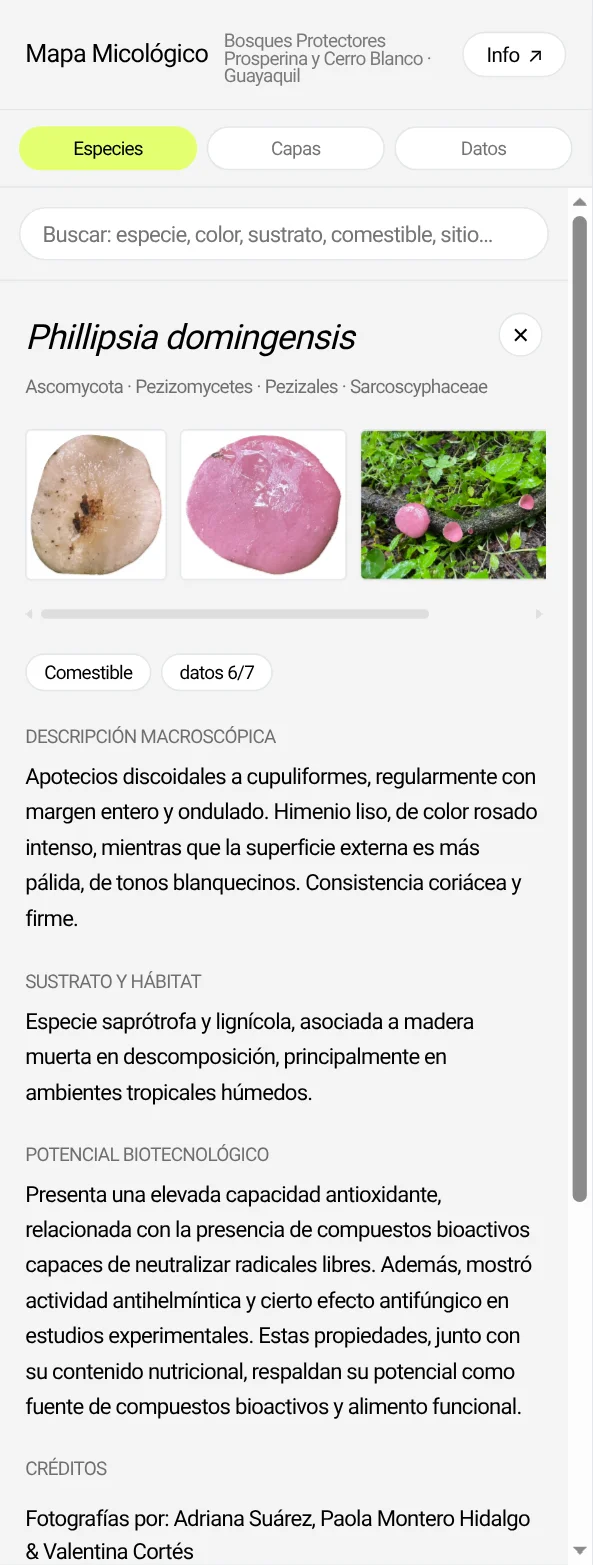 Mapa Micológico
Bosques Protectores
Prosperina y Cerro Blanco ·
Guayaquil
Info ↗
Especies
Capas
Datos
Buscar: especie, color, sustrato, comestible, sitio...
Phillipsia domingensis
Ascomycota · Pezizomycetes · Pezizales · Sarcoscyphaceae
Comestible
datos 6/7
DESCRIPCIÓN MACROSCÓPICA
Apotecios discoidales a cupuliformes, regularmente con
margen entero y ondulado. Himenio liso, de color rosado
intenso, mientras que la superficie externa es más
pálida, de tonos blanquecinos. Consistencia coriácea y
firme.
SUSTRATO Y HÁBITAT
Especie saprótrofa y lignícola, asociada a madera
muerta en descomposición, principalmente en
ambientes tropicales húmedos.
POTENCIAL BIOTECNOLÓGICO
Presenta una elevada capacidad antioxidante,
relacionada con la presencia de compuestos bioactivos
capaces de neutralizar radicales libres. Además, mostró
actividad antihelmíntica y cierto efecto antifúngico en
estudios experimentales. Estas propiedades, junto con
su contenido nutricional, respaldan su potencial como
fuente de compuestos bioactivos y alimento funcional.
CRÉDITOS
Fotografías por: Adriana Suárez, Paola Montero Hidalgo
& Valentina Cortés